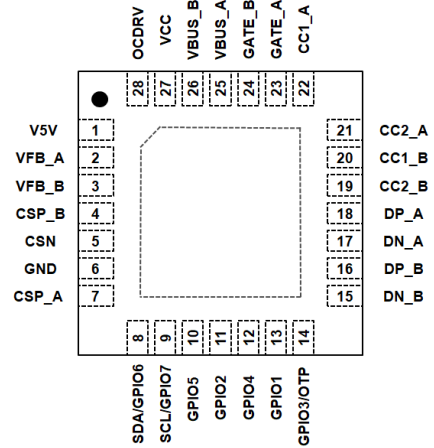 OCDRV
VCC
VBUS_B
VBUS_A
GATE_B
GATE_A
CC1_A
28 27 26 25 24 23 22
V5V 1
VFB_A 2
VFB_B 3
CSP_B 4
CSN 5
GND 6
CSP_A 7
21 CC2_A
20 CC1_B
19 CC2_B
18 DP_A
17 DN_A
16 DP_B
15 DN_B
8 9 10 11 12 13 14
SDA/GPIO6
SCL/GPIO7
GPIO5
GPIO2
GPIO4
GPIO1
GPIO3/OTP